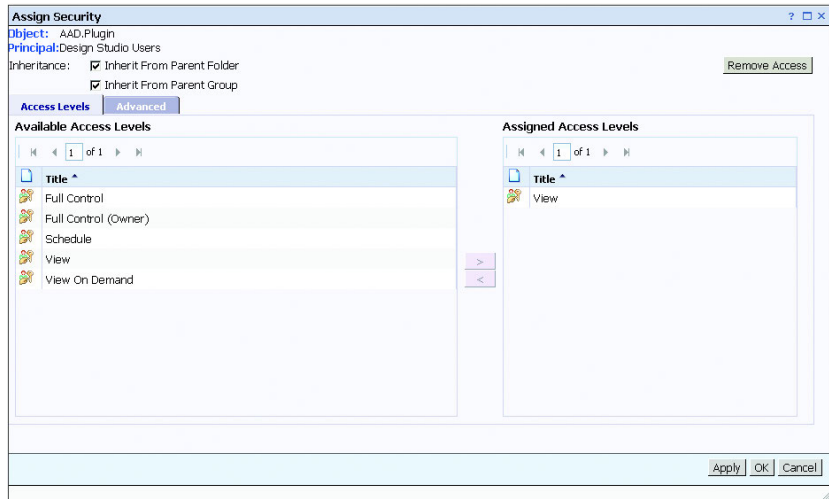 Assign Security ?
Object: AAD.Plugin
Principal:Design Studio Users
Inheritance: Inherit From Parent Folder Remove Access
Inherit From Parent Group
Access Levels Advanced
Available Access Levels Assigned Access Levels
1 of 1 1 of 1
Title Title
Full Control View
Full Control (Owner)
Schedule
View >
View On Demand <
Apply OK Cancel